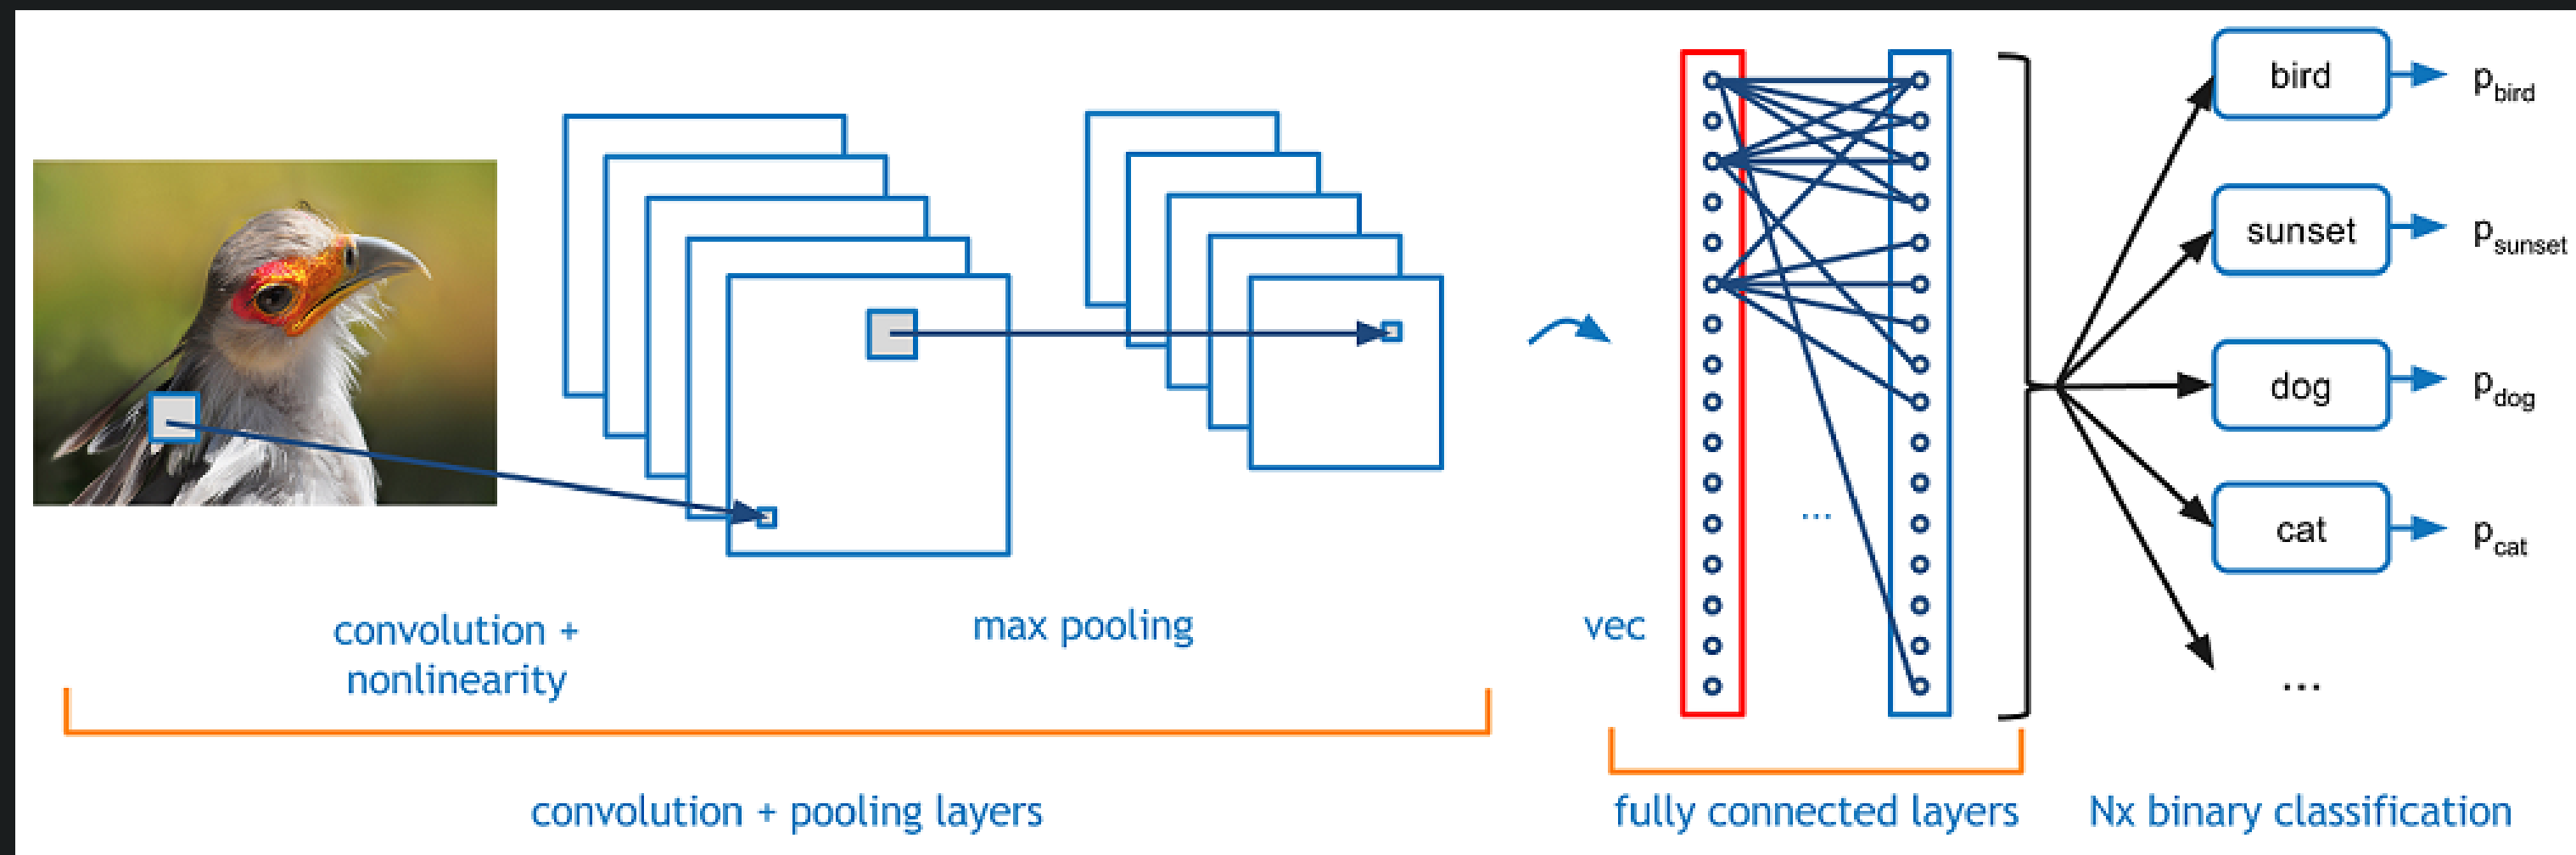 bird
p_bird
sunset
p_sunset
dog
p_dog
cat
p_cat
...
...
convolution +
nonlinearity
max pooling
vec
convolution + pooling layers
fully connected layers
Nx binary classification